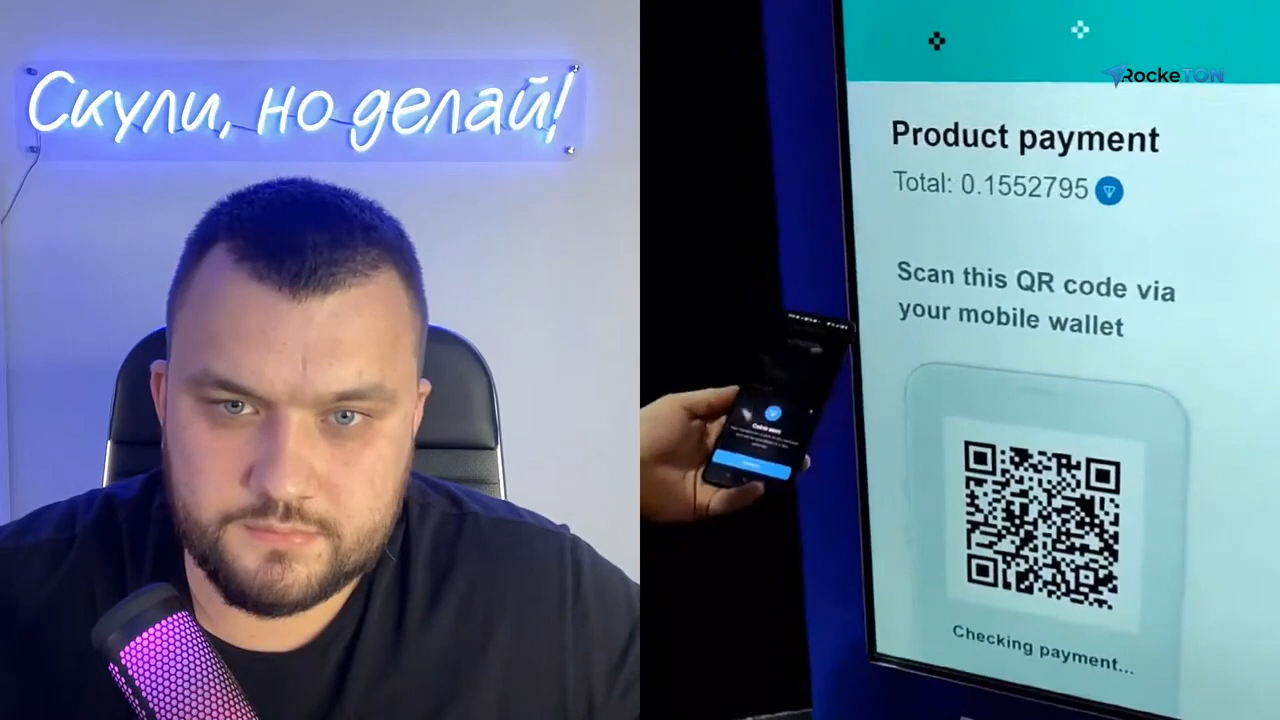 Скули, но делай!
RockeTON
Product payment
Total: 0.1552795
Scan this QR code via
your mobile wallet
Checking payment...